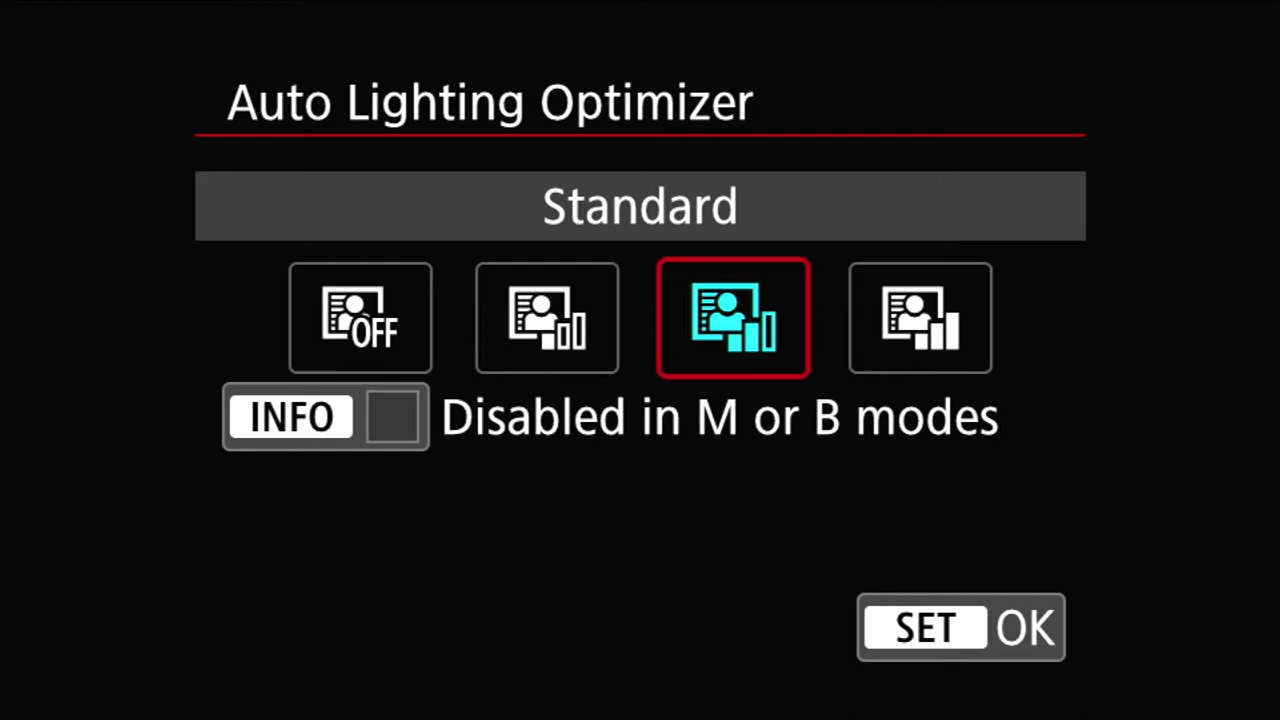 Auto Lighting Optimizer
Standard
OFF
INFO Disabled in M or B modes
SET OK